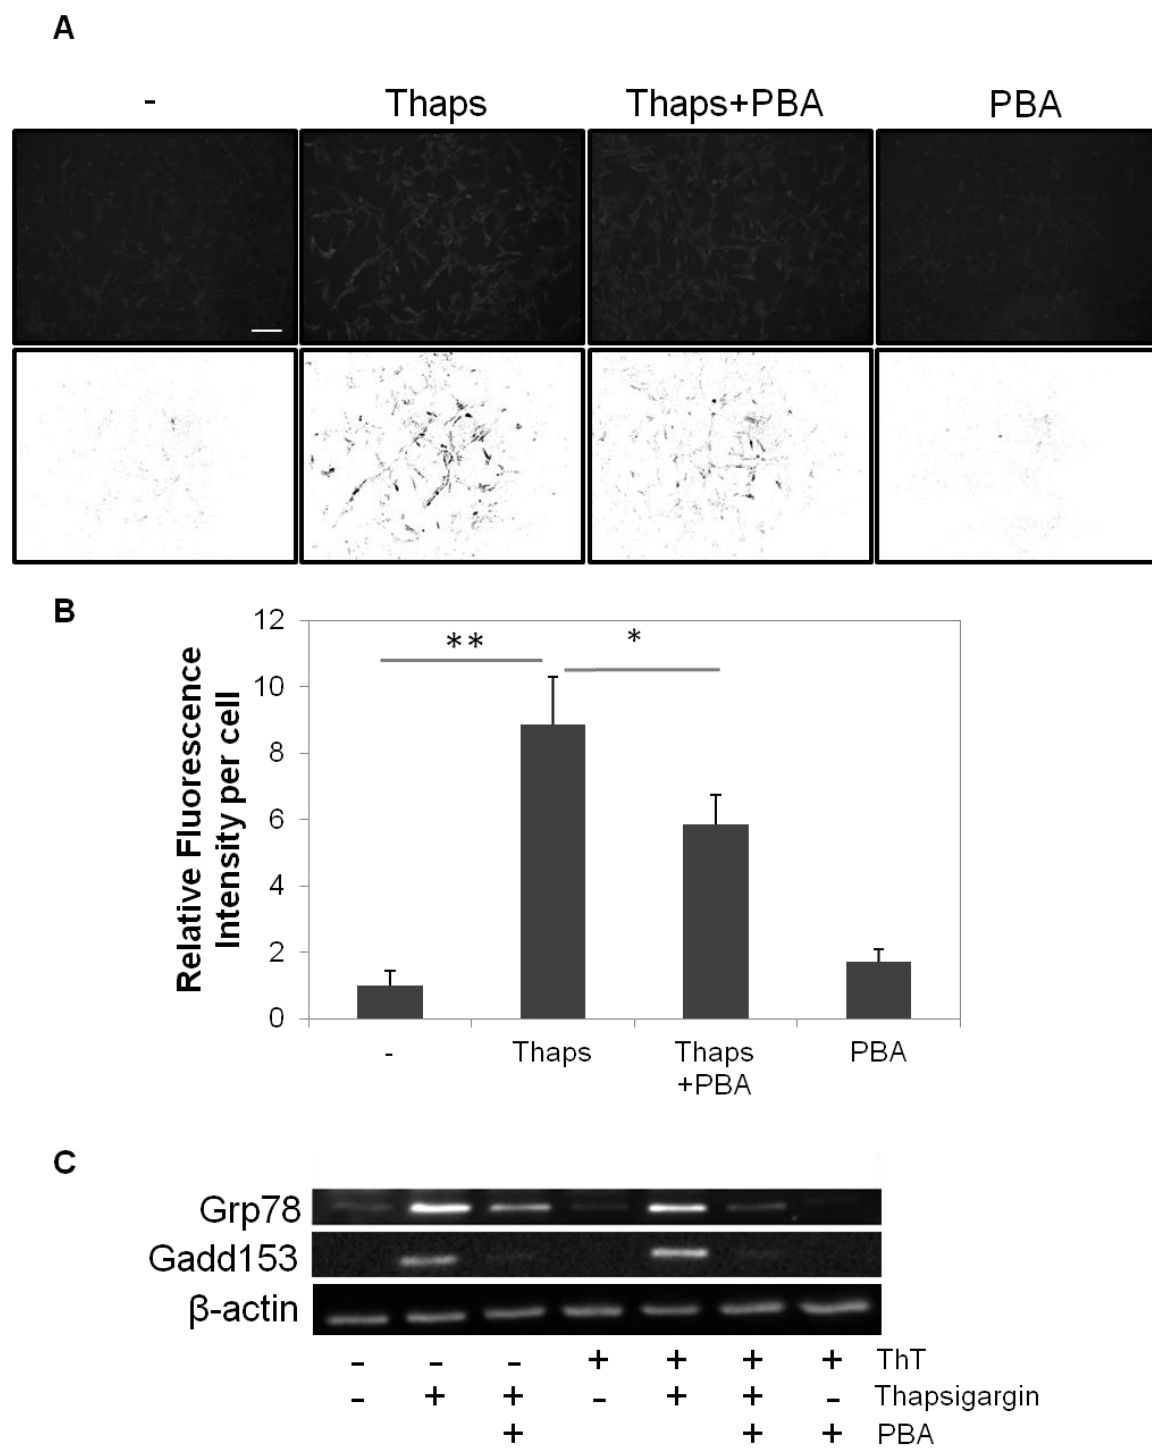 A
- Thaps Thaps+PBA PBA
B
Relative Fluorescence
Intensity per cell
12
10
8
6
4
2
0
** *
- Thaps Thaps PBA
+PBA
C
Grp78
Gadd153
β-actin
- - - + + + + ThT
- + + - + + - Thapsigargin
+ + + PBA